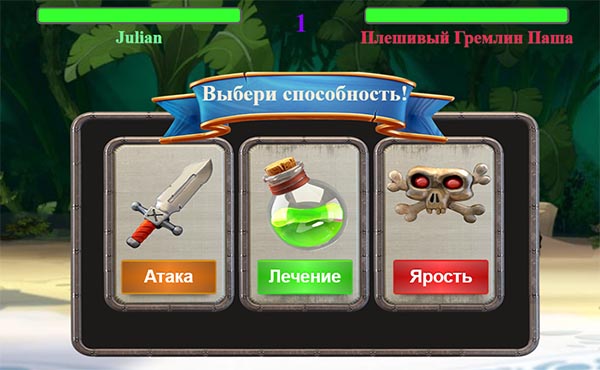 1
Julian
Плешивый Гремлин Паша
Выбери способность!
Атака
Лечение
Ярость